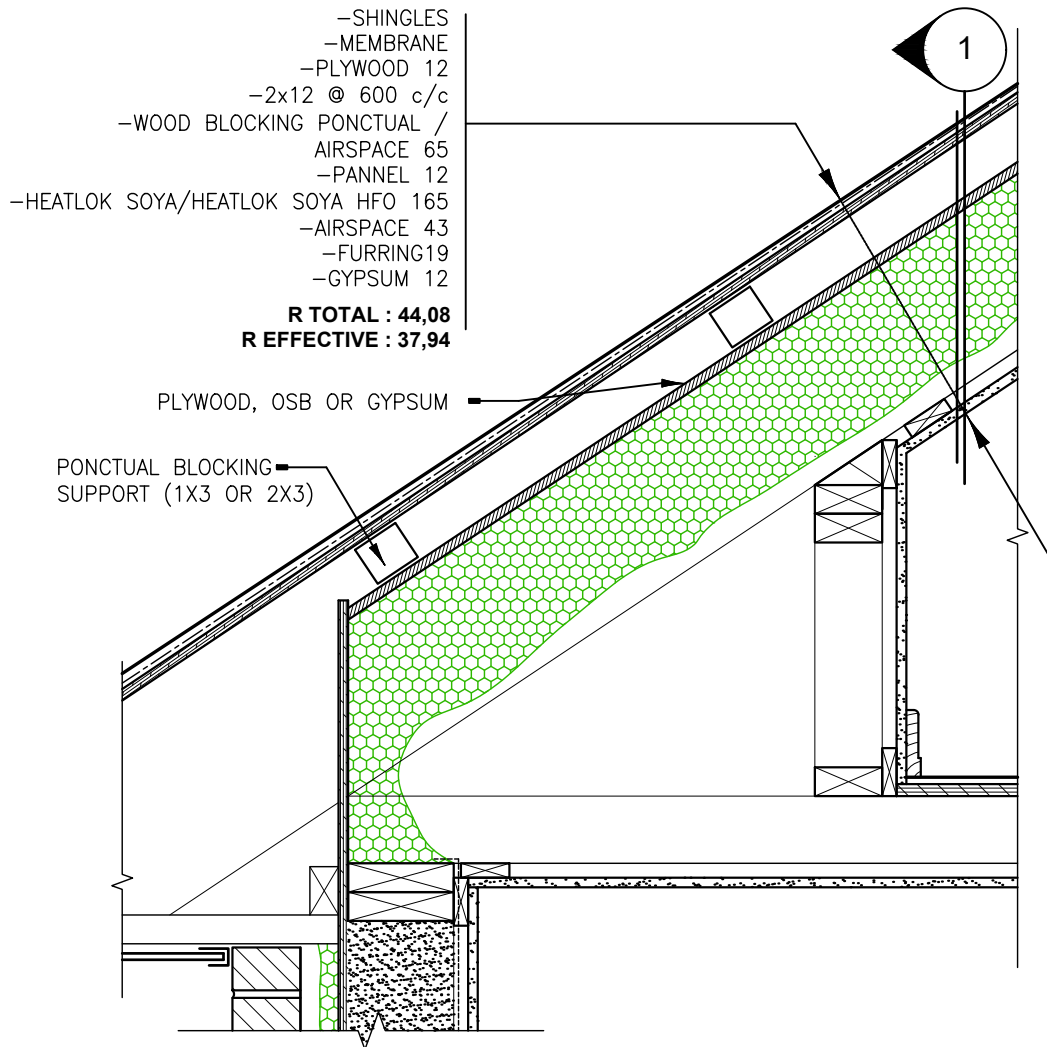 -SHINGLES
-MEMBRANE
-PLYWOOD 12
-2x12 @ 600 c/c
-WOOD BLOCKING PONCTUAL /
AIRSPACE 65
-PANNEL 12
-HEATLOK SOYA/HEATLOK SOYA HFO 165
-AIRSPACE 43
-FURRING19
-GYPSUM 12
R TOTAL : 44,08
R EFFECTIVE : 37,94
1
PLYWOOD, OSB OR GYPSUM
PONCTUAL BLOCKING
SUPPORT (1X3 OR 2X3)